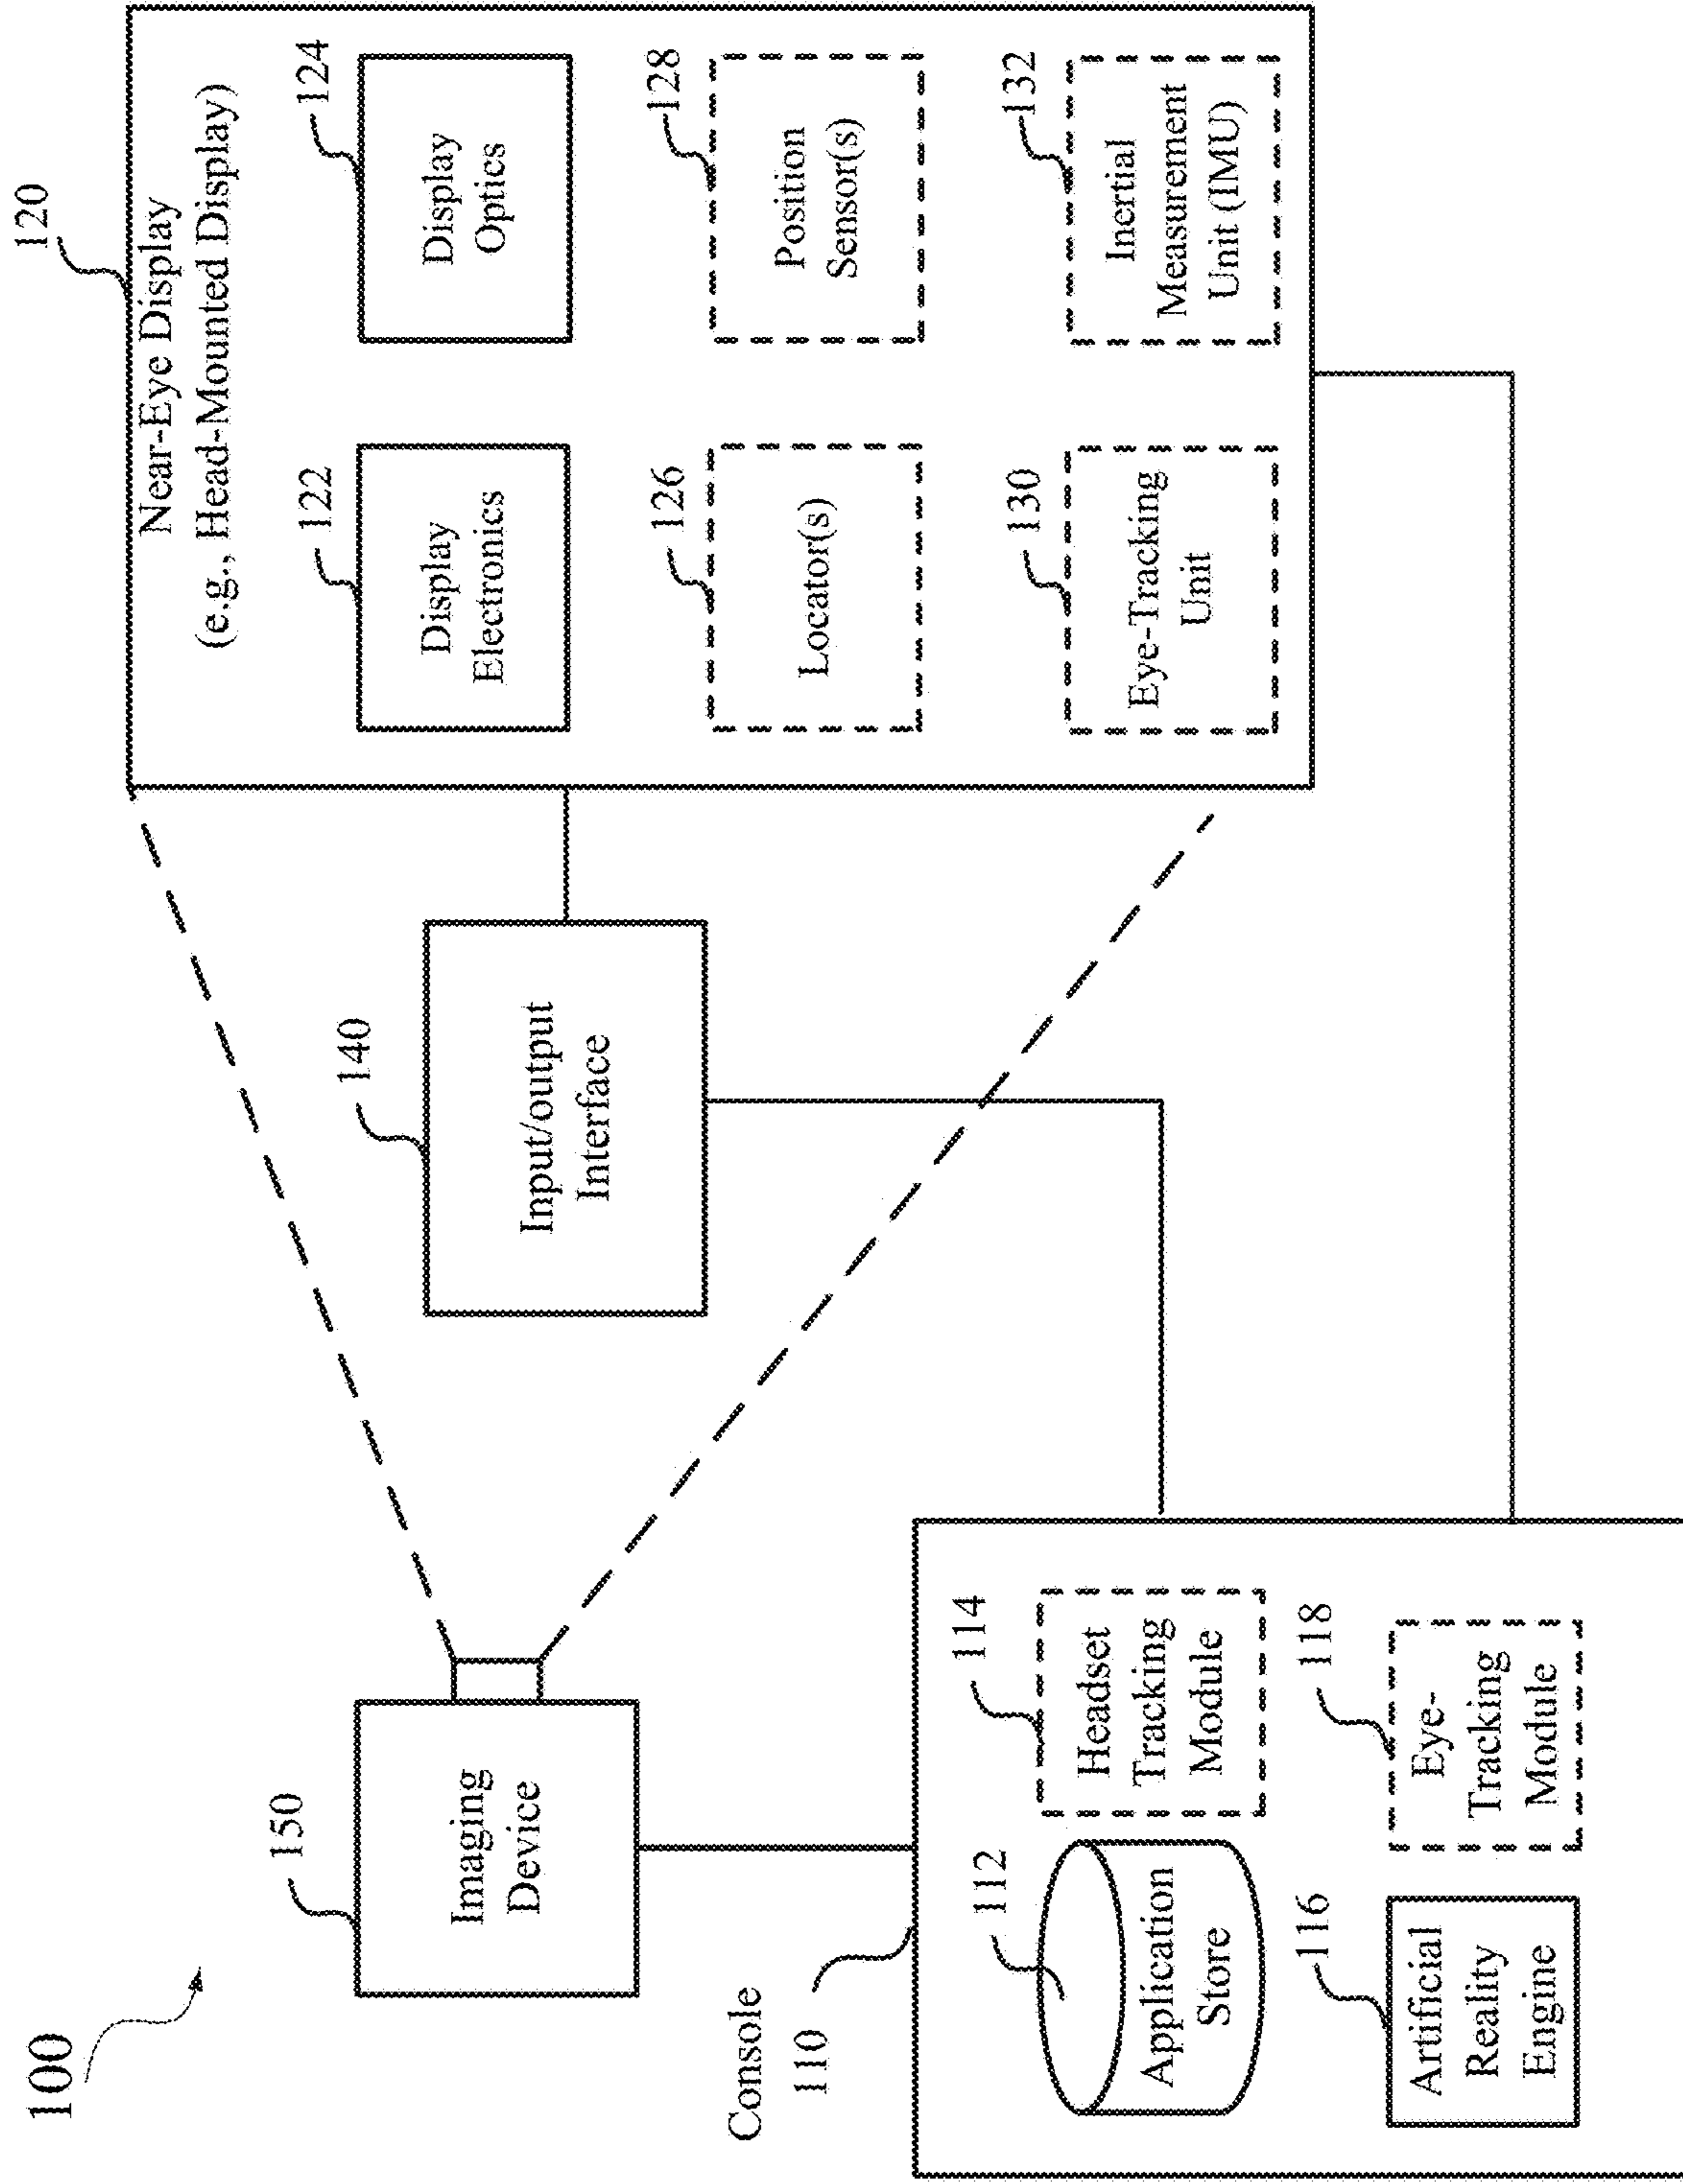 100
120
Near-Eye Display
(e.g., Head-Mounted Display)
150
Imaging
Device
140
Input/output
Interface
122
Display
Electronics
124
Display
Optics
126
Locator(s)
128
Position
Sensor(s)
130
Eye-Tracking
Unit
132
Inertial
Measurement
Unit (IMU)
Console
110
112
Application
Store
114
Headset
Tracking
Module
116
Artificial
Reality
Engine
118
Eye-
Tracking
Module